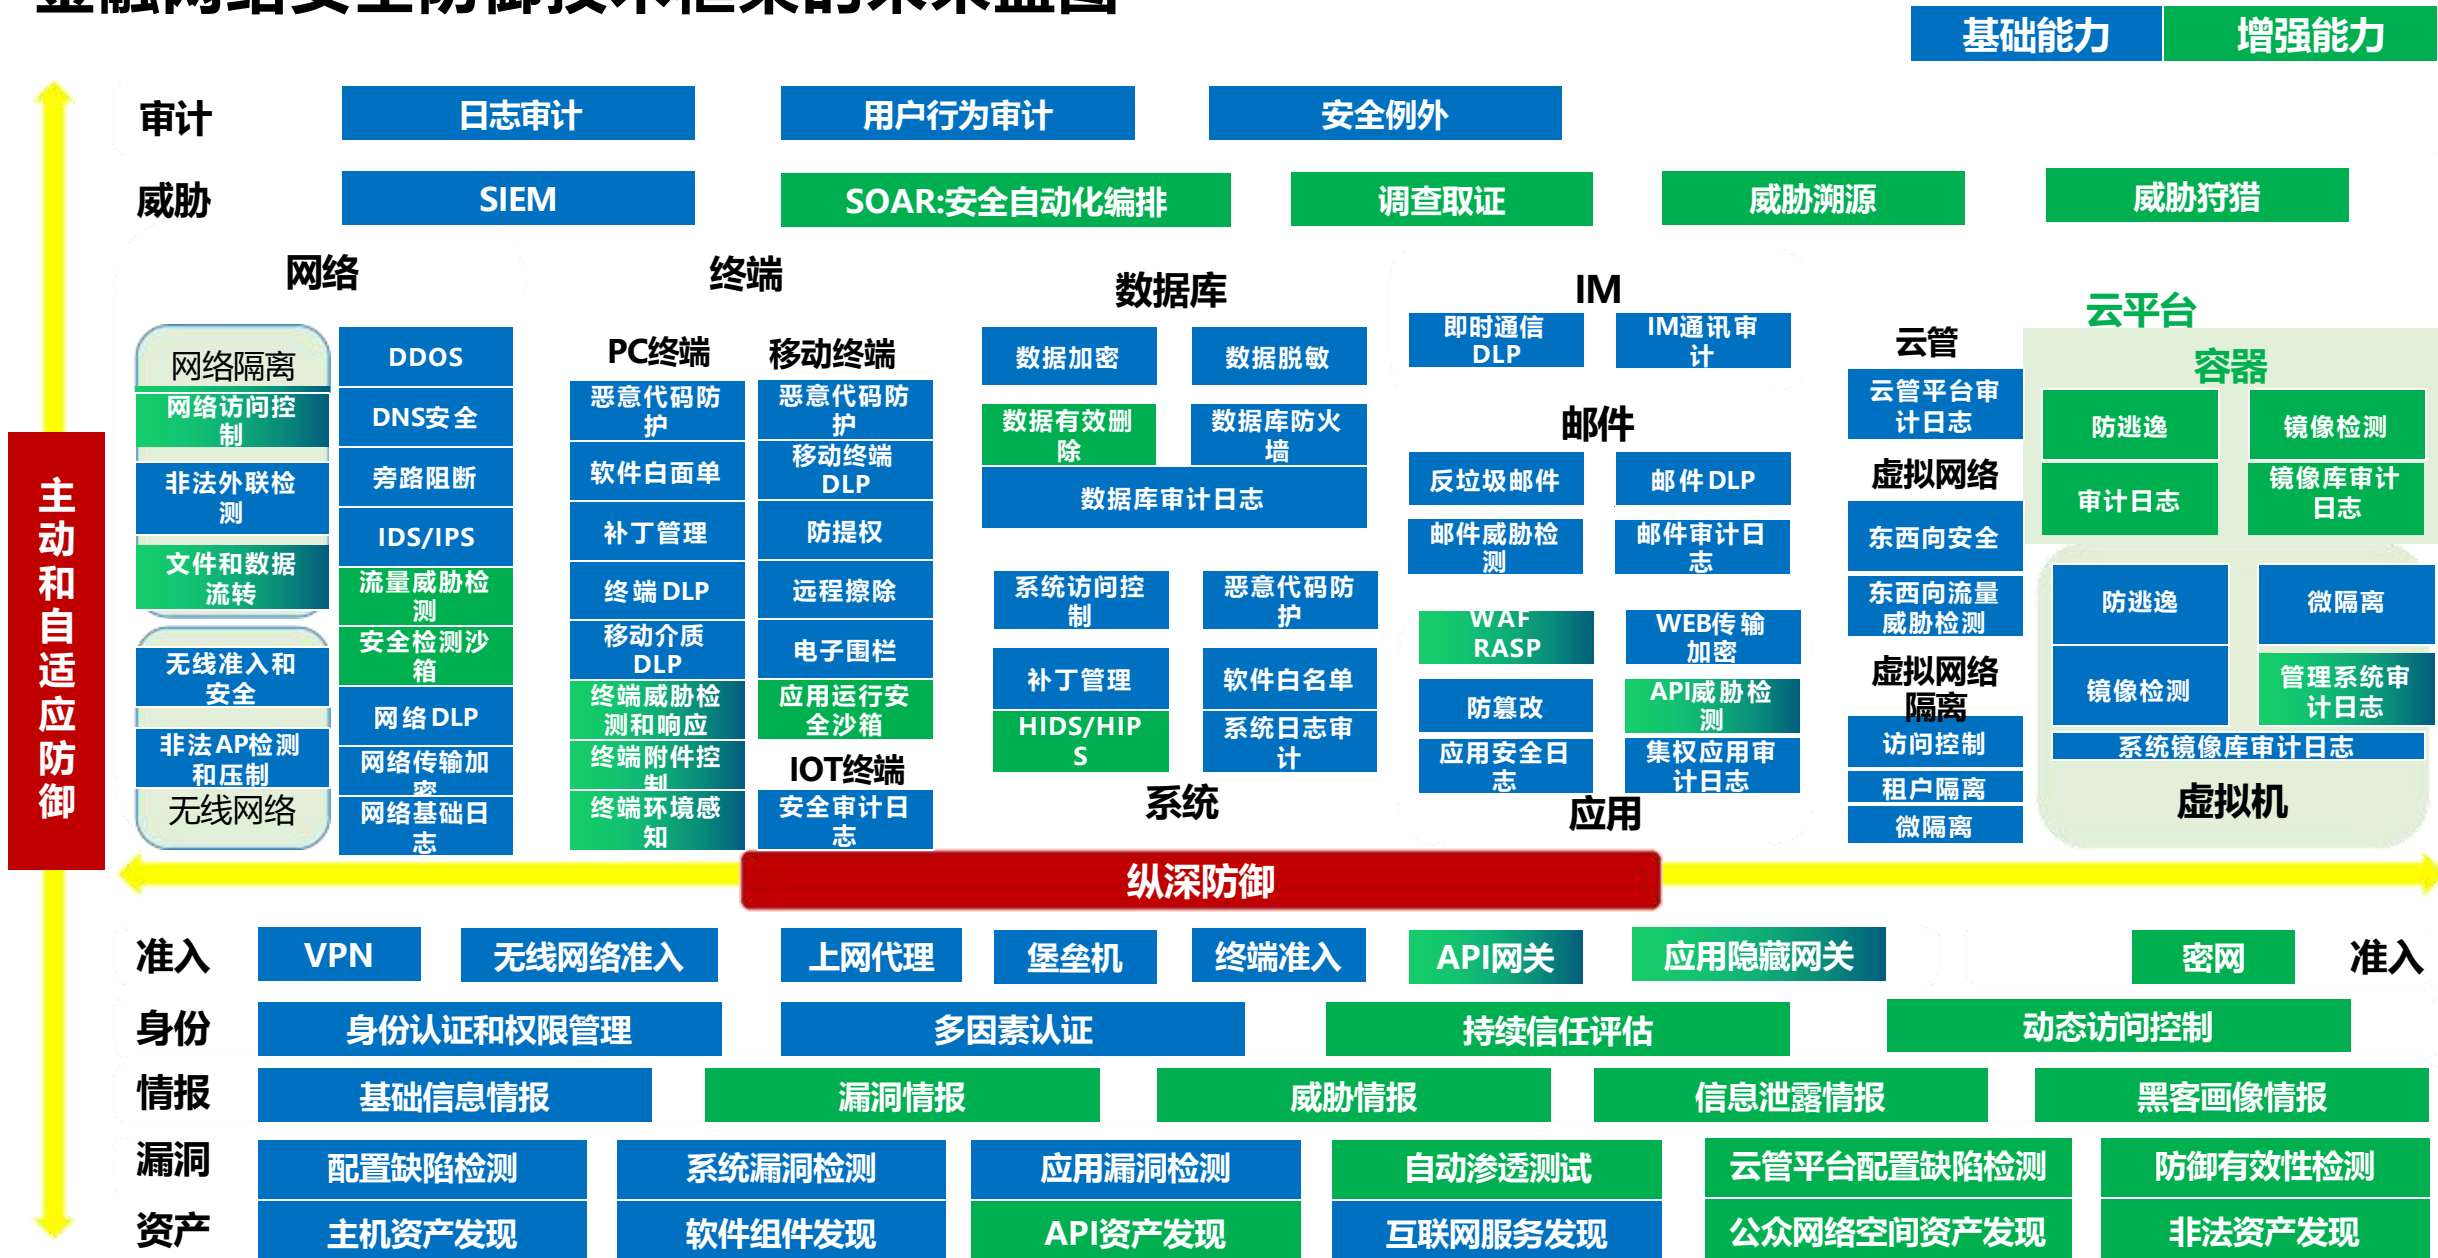 金融网络安全防御技术框架的未来蓝图
基础能力
增强能力
审计
日志审计
用户行为审计
安全例外
威胁
SIEM
SOAR:安全自动化编排
调查取证
威胁溯源
威胁狩猎
主动和自适应防御
网络
网络隔离
网络访问控
制
非法外联检
测
文件和数据
流转
无线准入和
安全
非法AP检测
和压制
无线网络
DDOS
DNS安全
旁路阻断
IDS/IPS
流量威胁检
测
安全检测沙
箱
网络DLP
网络传输加
密
网络基础日
志
终端
PC终端
恶意代码防
护
软件白面单
补丁管理
终端DLP
移动介质
DLP
终端威胁检
测和响应
终端附件控
制
终端环境感
知
移动终端
恶意代码防
护
移动终端
DLP
防提权
远程擦除
电子围栏
应用运行安
全沙箱
IOT终端
安全审计日
志
数据库
数据加密
数据脱敏
数据有效删
除
数据库防火
墙
数据库审计日志
系统访问控
制
恶意代码防
护
补丁管理
软件白名单
HIDS/HIP
S
系统日志审
计
系统
IM
即时通信
DLP
IM通讯审
计
邮件
反垃圾邮件
邮件DLP
邮件威胁检
测
邮件审计日
志
WAF
RASP
WEB传输
加密
防篡改
API威胁检
测
应用安全日
志
集权应用审
计日志
应用
云平台
云管
云管平台审
计日志
虚拟网络
东西向安全
东西向流量
威胁检测
虚拟网络
隔离
访问控制
租户隔离
微隔离
容器
防逃逸
镜像检测
审计日志
镜像库审计
日志
防逃逸
微隔离
镜像检测
管理系统审
计日志
系统镜像库审计日志
虚拟机
纵深防御
准入
VPN
无线网络准入
上网代理
堡垒机
终端准入
API网关
应用隐藏网关
密网
准入
身份
身份认证和权限管理
多因素认证
持续信任评估
动态访问控制
情报
基础信息情报
漏洞情报
威胁情报
信息泄露情报
黑客画像情报
漏洞
配置缺陷检测
系统漏洞检测
应用漏洞检测
自动渗透测试
云管平台配置缺陷检测
防御有效性检测
资产
主机资产发现
软件组件发现
API资产发现
互联网服务发现
公众网络空间资产发现
非法资产发现